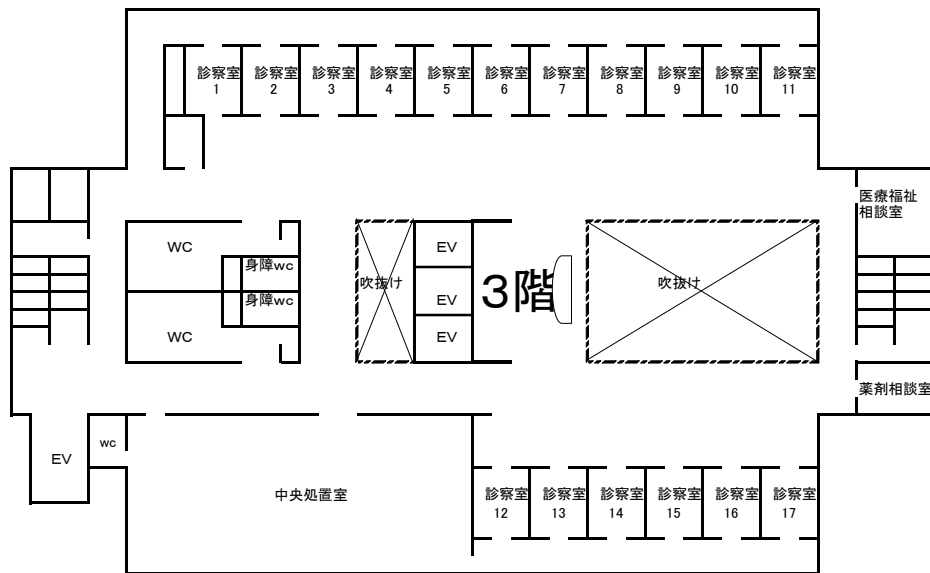 診察室
1
診察室
2
診察室
3
診察室
4
診察室
5
診察室
6
診察室
7
診察室
8
診察室
9
診察室
10
診察室
11
医療福祉
相談室
WC
身障wc
身障wc
WC
吹抜け
EV
EV
EV
3階
吹抜け
薬剤相談室
EV
wc
中央処置室
診察室
12
診察室
13
診察室
14
診察室
15
診察室
16
診察室
17